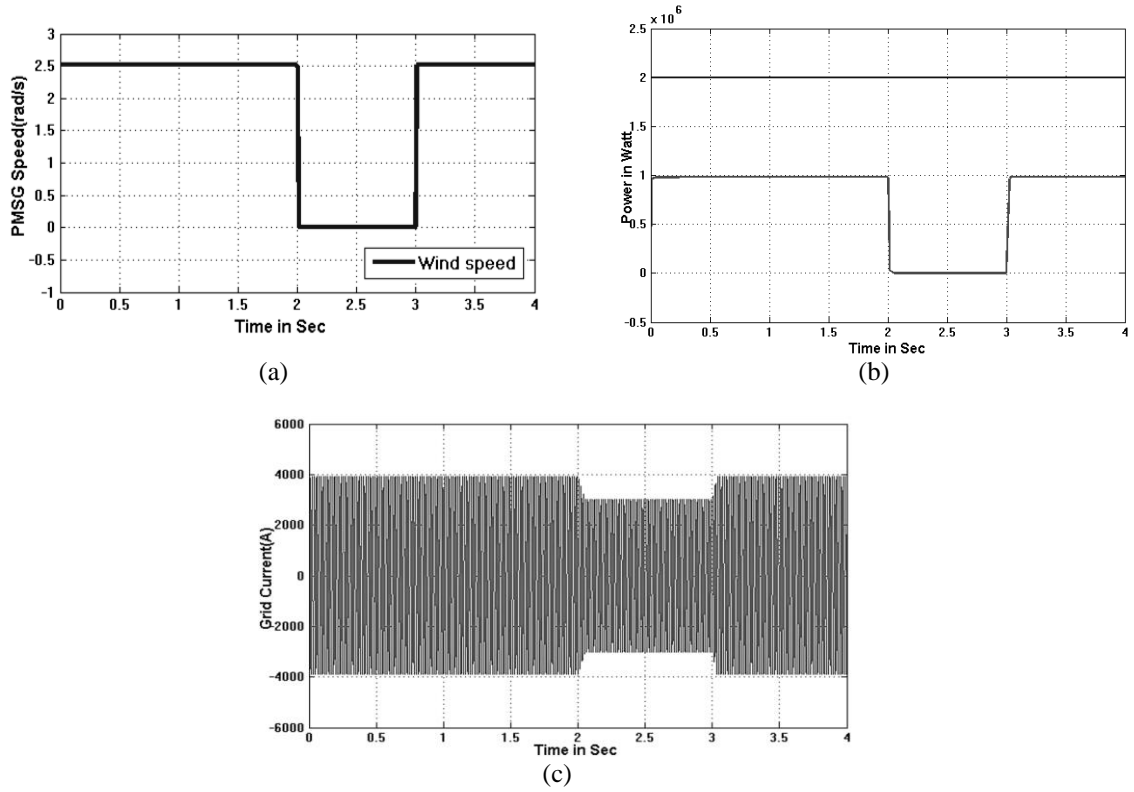 3
2.5
2
1.5
1
0.5
0
-0.5
-1
PMSG Speed(rad/s)
Wind speed
0 0.5 1 1.5 2 2.5 3 3.5 4
Time in Sec
(a)
x 10^6
2.5
2
1.5
1
0.5
0
-0.5
Power in Watt
0 0.5 1 1.5 2 2.5 3 3.5 4
Time in Sec
(b)
6000
4000
2000
0
-2000
-4000
-6000
Grid Current(A)
0 0.5 1 1.5 2 2.5 3 3.5 4
Time in Sec
(c)